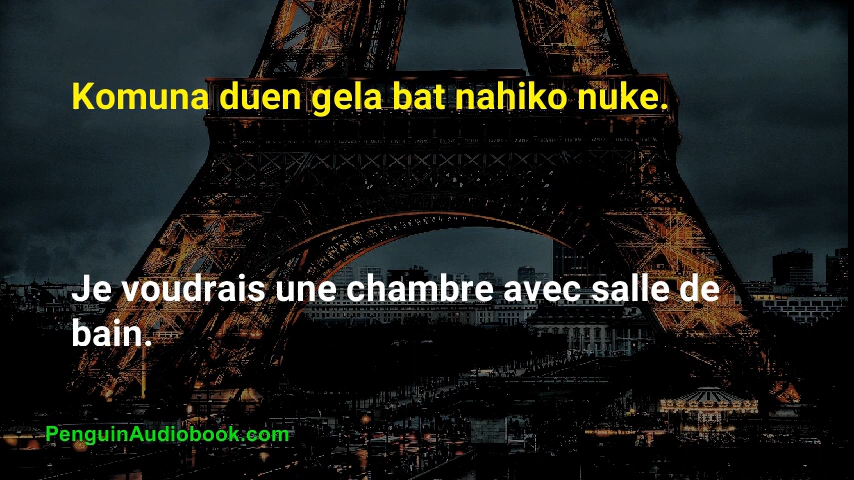 Komuna duen gela bat nahiko nuke.
Je voudrais une chambre avec salle de
bain.
PenguinAudiobook.com